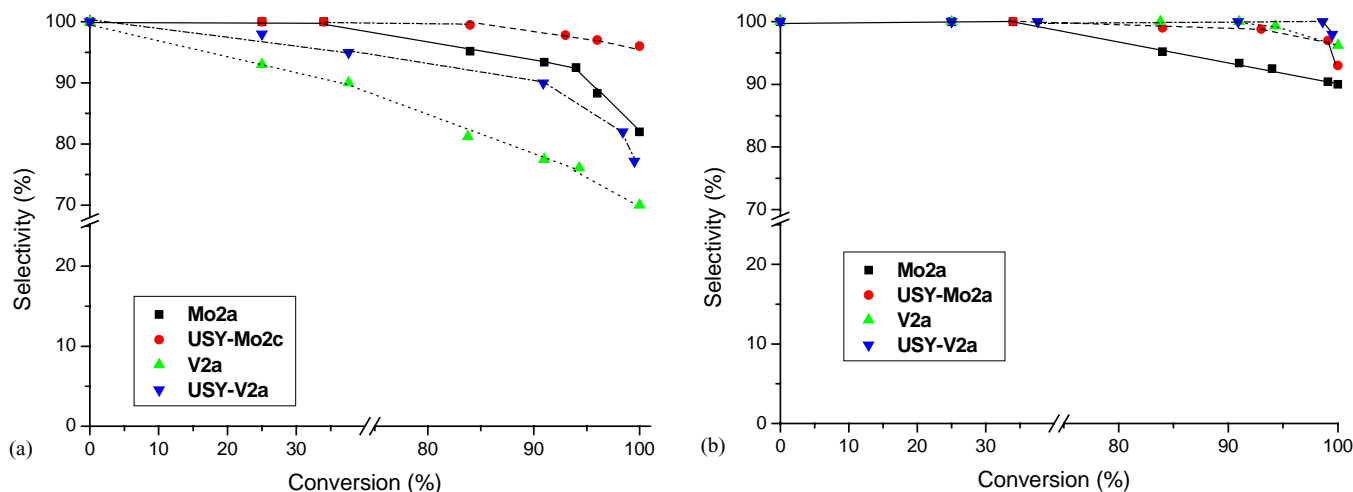 100
90
80
70
20
10
0
Selectivity (%)
Mo2a
USY-Mo2c
V2a
USY-V2a
0 10 20 30 80 90 100
(a)
Conversion (%)
100
90
80
70
20
10
0
Selectivity (%)
Mo2a
USY-Mo2a
V2a
USY-V2a
0 10 20 30 80 90 100
(b)
Conversion (%)